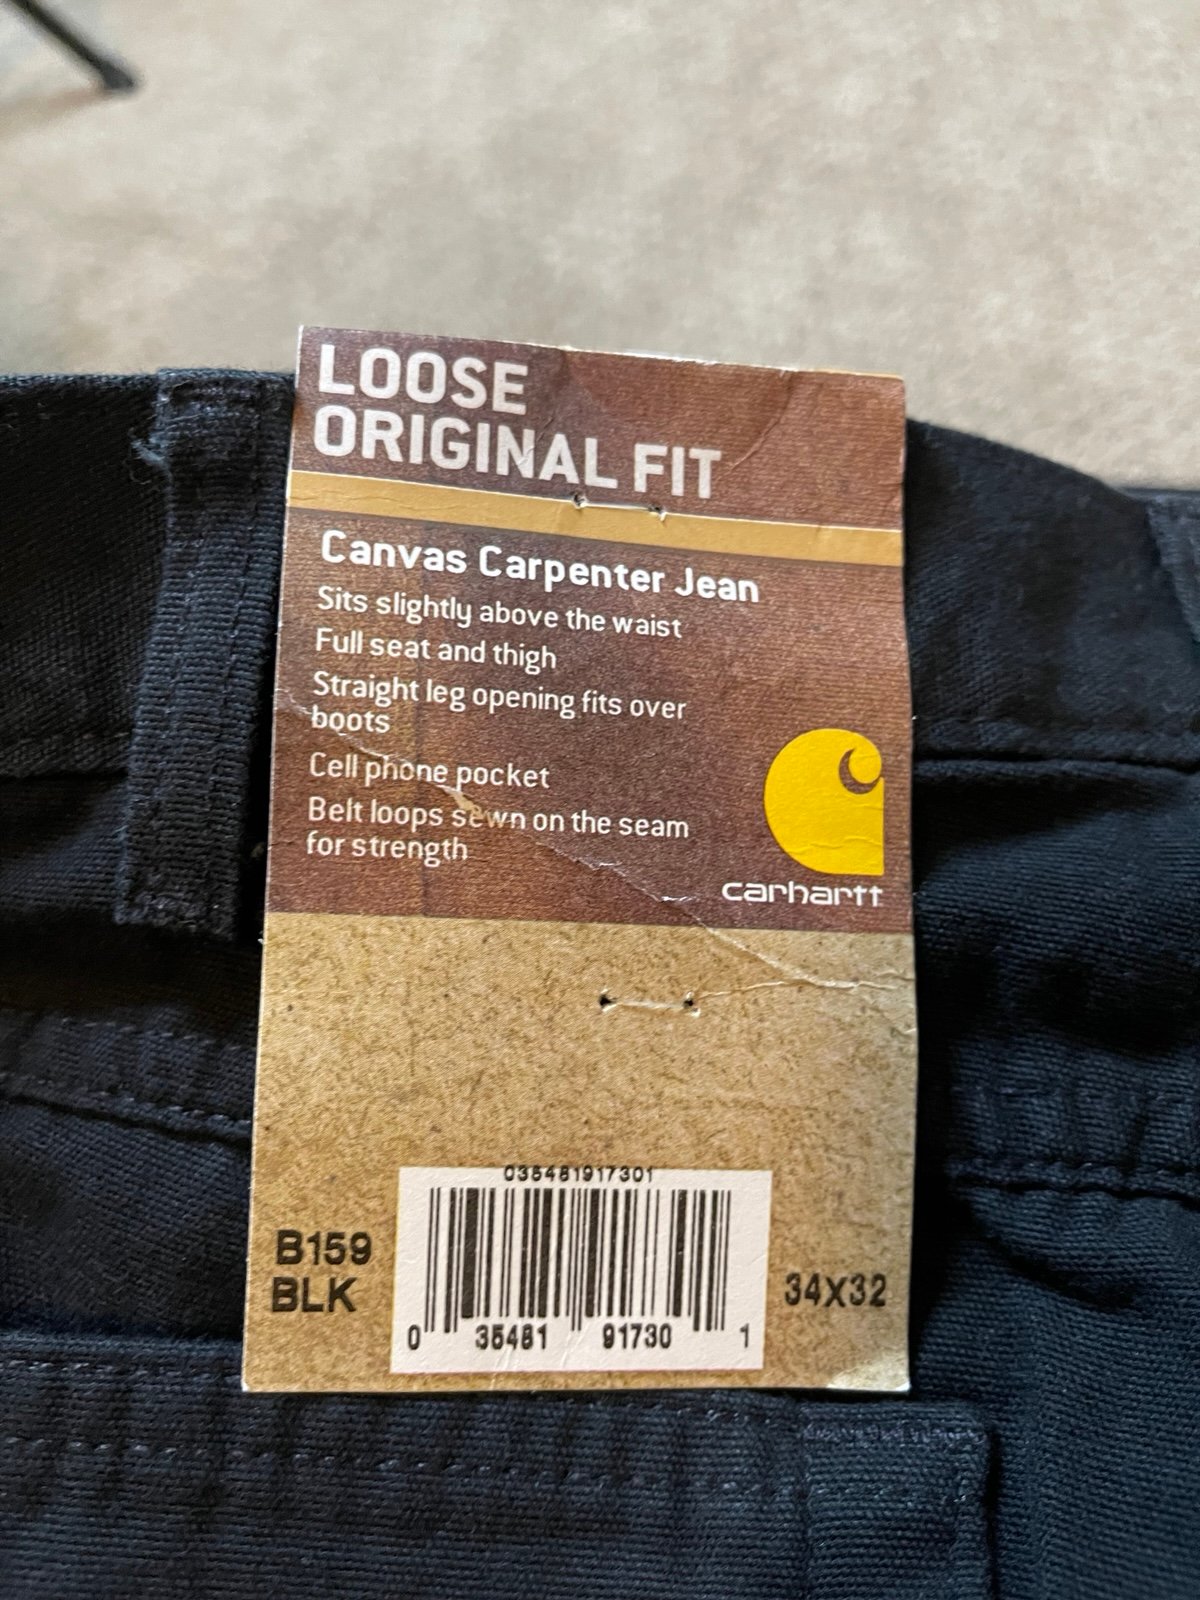 LOOSE
ORIGINAL FIT
Canvas Carpenter Jean
Sits slightly above the waist
Full seat and thigh
Straight leg opening fits over
boots
Cell phone pocket
Belt loops sewn on the seam
for strength
carhartt
035481917301
B159
BLK
34X32
0 35481 91730 1